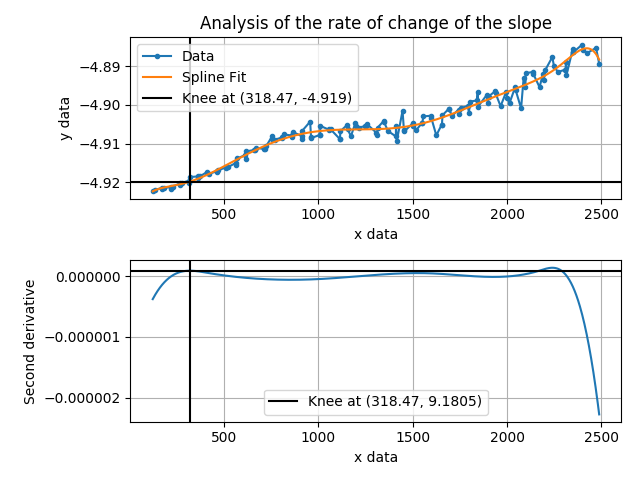 Analysis of the rate of change of the slope
Data
Spline Fit
Knee at (318.47, -4.919)
y data
−4.89
−4.90
−4.91
−4.92
500 1000 1500 2000 2500
x data
Second derivative
0.000000
−0.000001
−0.000002
Knee at (318.47, 9.1805)
500 1000 1500 2000 2500
x data